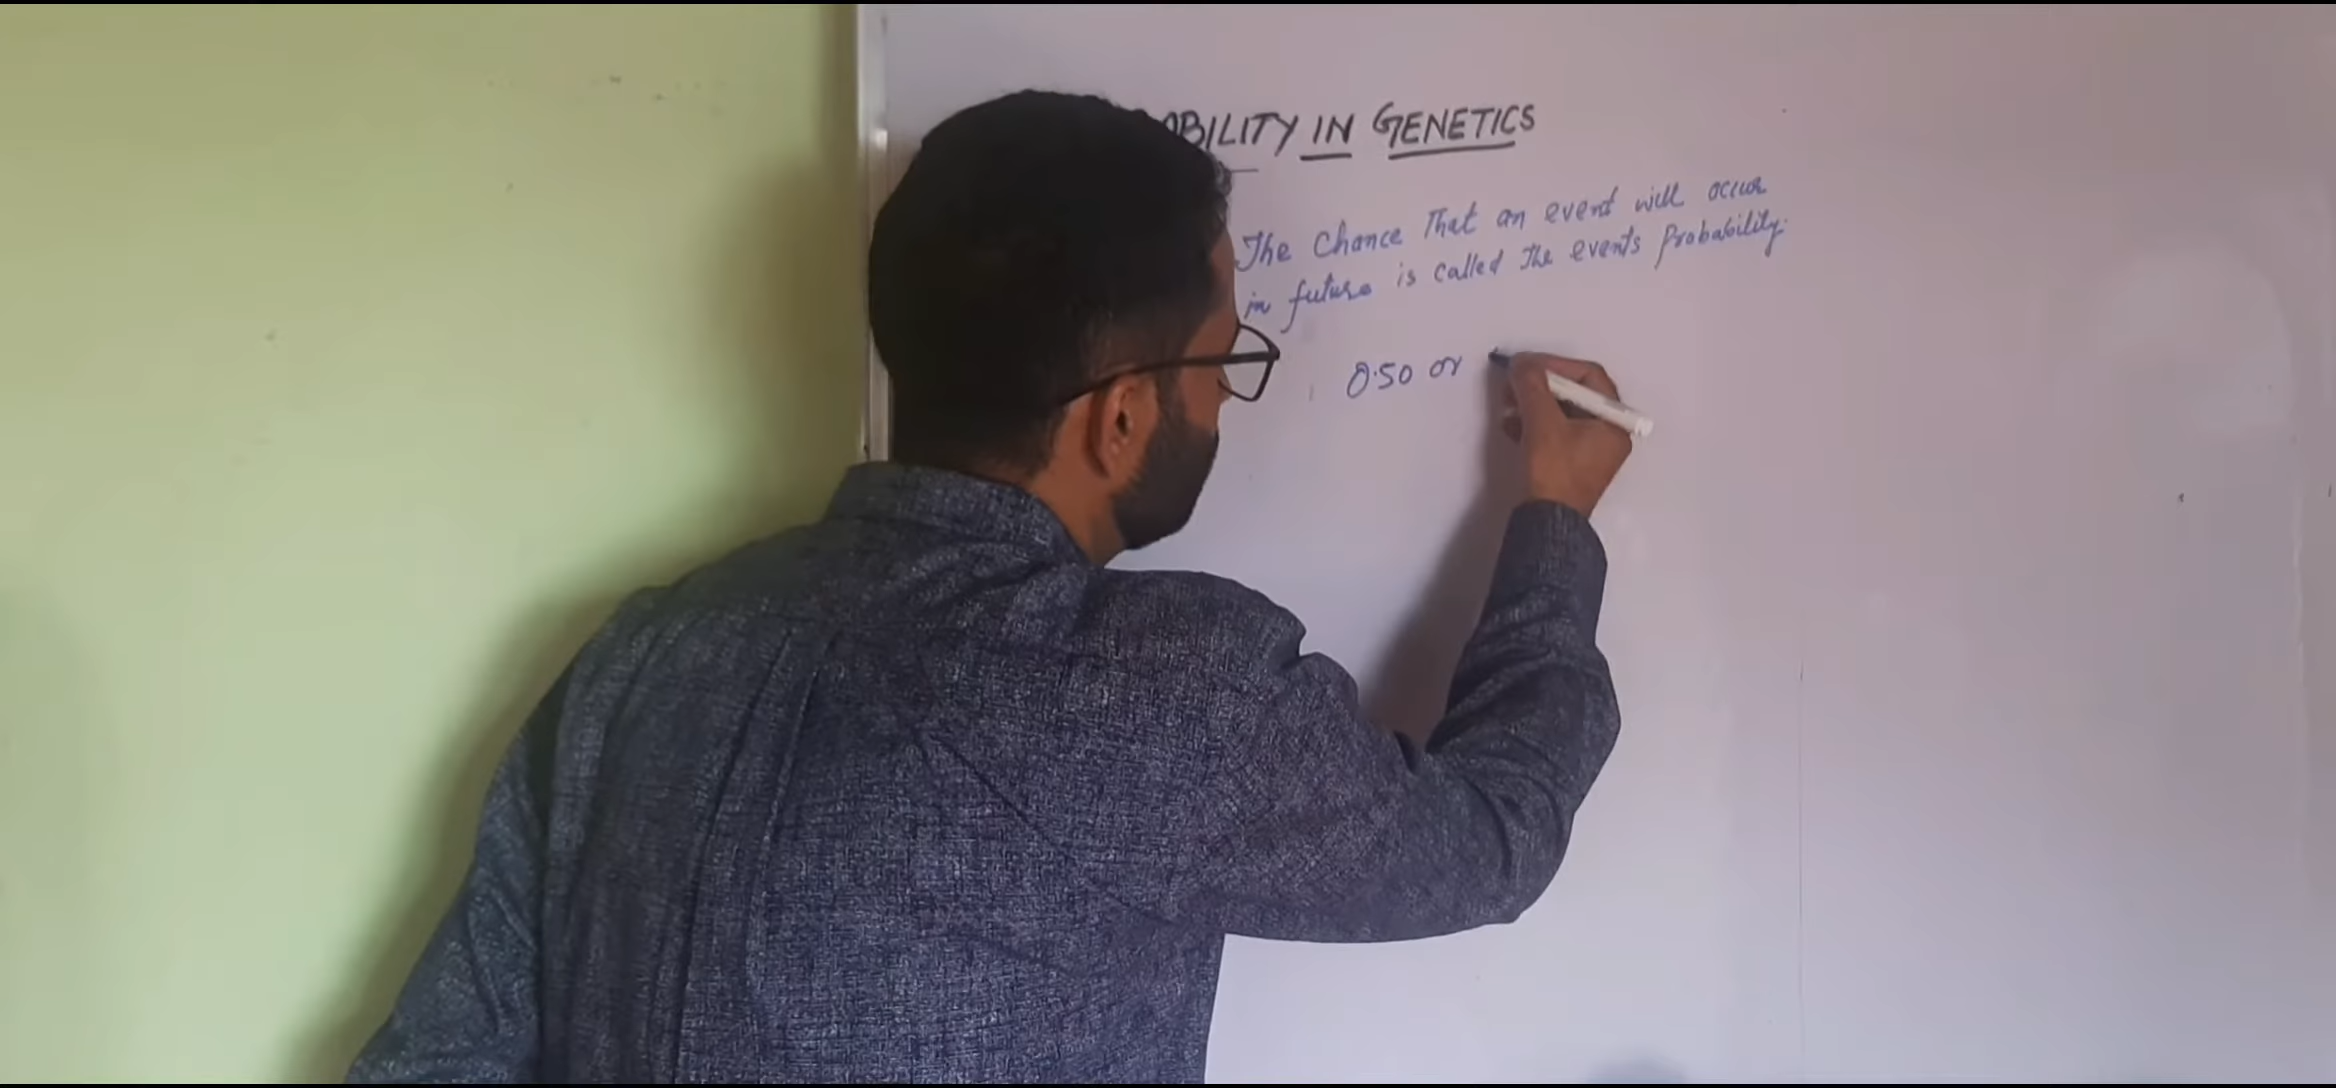 OBILITY IN GENETICS
The Chance That an event will occur
in future is called The events Probability.
0.50 or